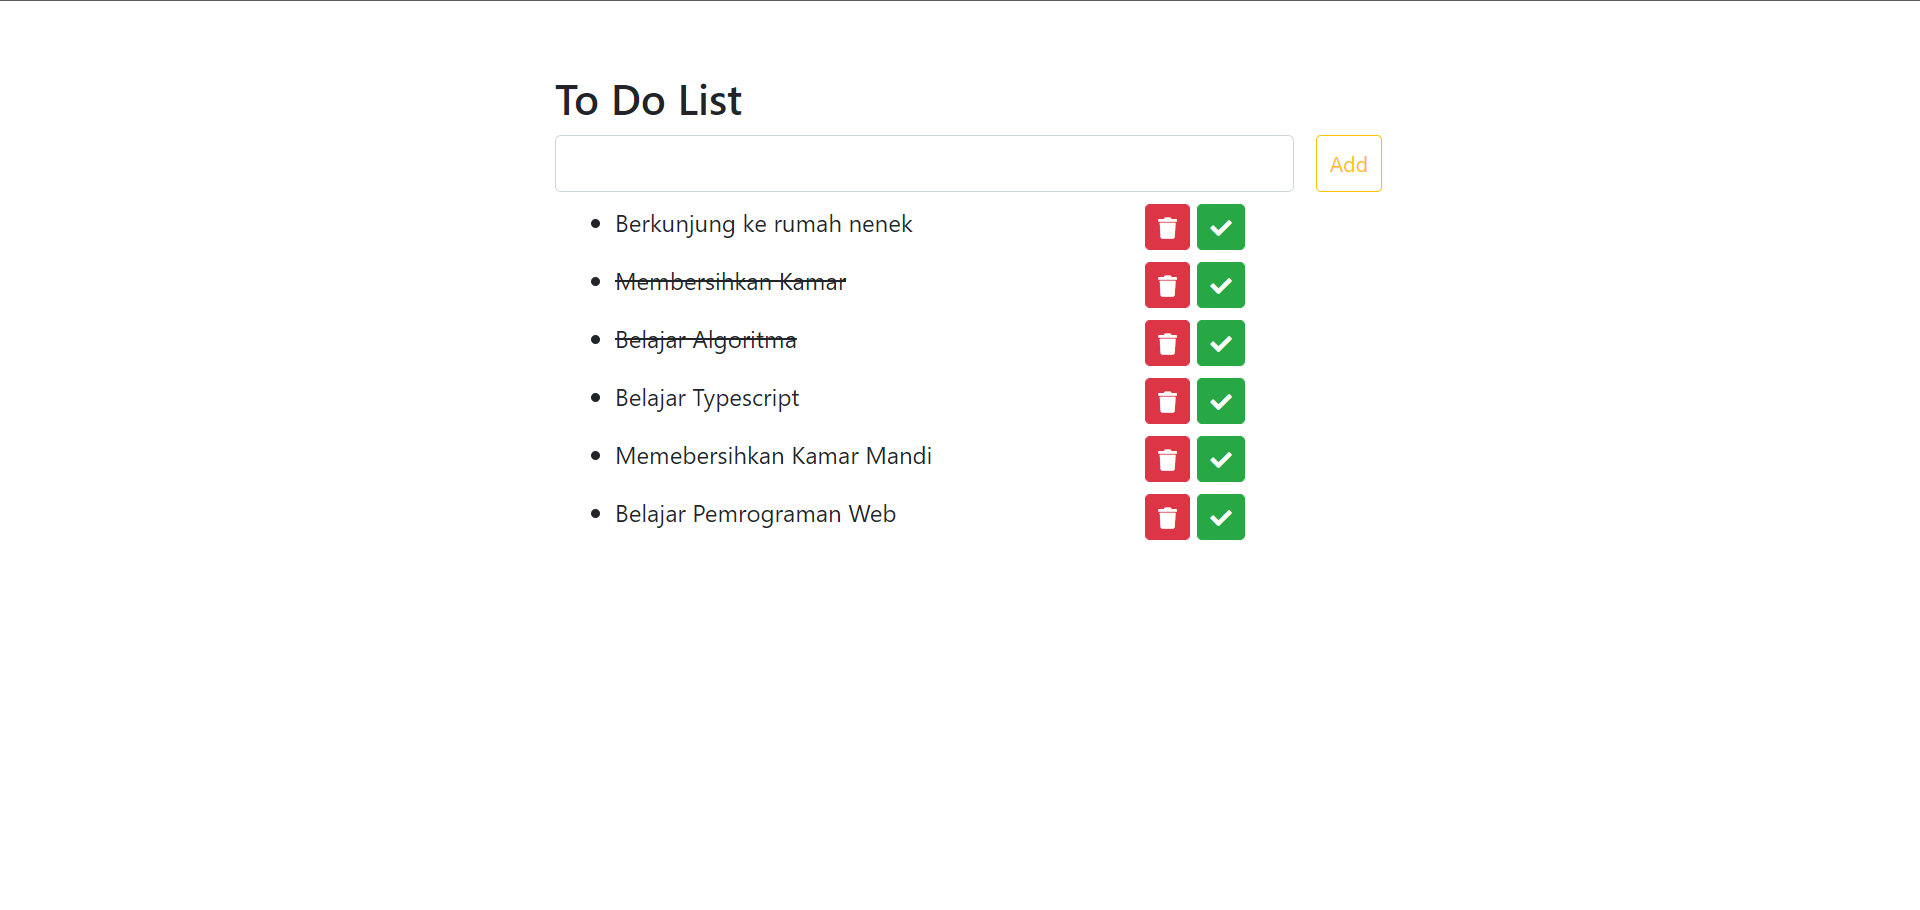 To Do List
Add
Berkunjung ke rumah nenek
Membersihkan Kamar
Belajar Algoritma
Belajar Typescript
Memebersihkan Kamar Mandi
Belajar Pemrograman Web